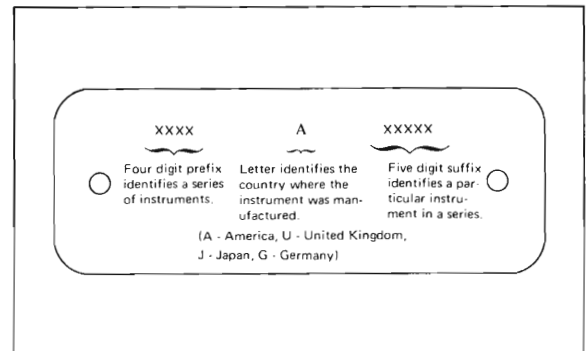 XXXX A XXXXX
Four digit prefix
identifies a series
of instruments.
Letter identifies the
country where the
instrument was man-
ufactured.
Five digit suffix
identifies a par-
ticular instru-
ment in a series.
(A - America, U - United Kingdom,
J - Japan, G - Germany)